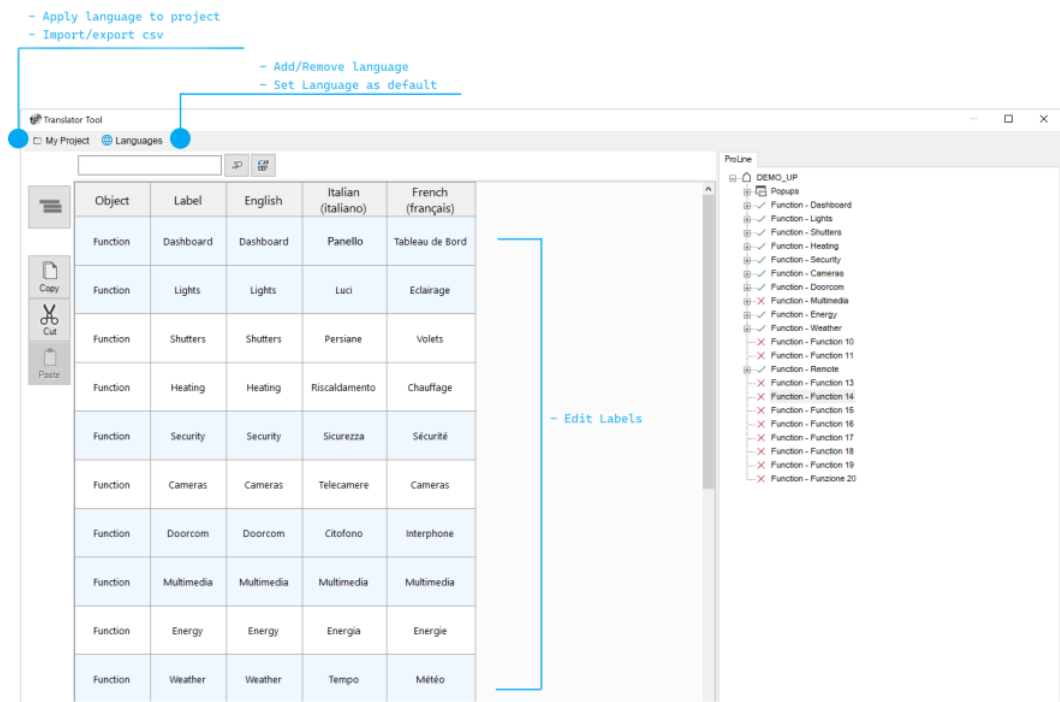 - Apply language to project
- Import/export csv
- Add/Remove language
- Set Language as default
Translator Tool
My Project Languages
Object Label English Italian (italiano) French (français)
Function Dashboard Dashboard Panello Tableau de Bord
Function Lights Lights Luci Eclairage
Function Shutters Shutters Persiane Volets
Function Heating Heating Riscaldamento Chauffage
Function Security Security Sicurezza Sécurité
Function Cameras Cameras Telecamere Cameras
Function Doorcom Doorcom Citofono Interphone
Function Multimedia Multimedia Multimedia Multimedia
Function Energy Energy Energia Energie
Function Weather Weather Tempo Météo
Copy
Cut
Paste
- Edit Labels
ProLine
DEMO_UP
Popups
Function - Dashboard
Function - Lights
Function - Shutters
Function - Heating
Function - Security
Function - Cameras
Function - Doorcom
Function - Multimedia
Function - Energy
Function - Weather
Function - Function 10
Function - Function 11
Function - Remote
Function - Function 13
Function - Function 14
Function - Function 15
Function - Function 16
Function - Function 17
Function - Function 18
Function - Function 19
Function - Funzione 20